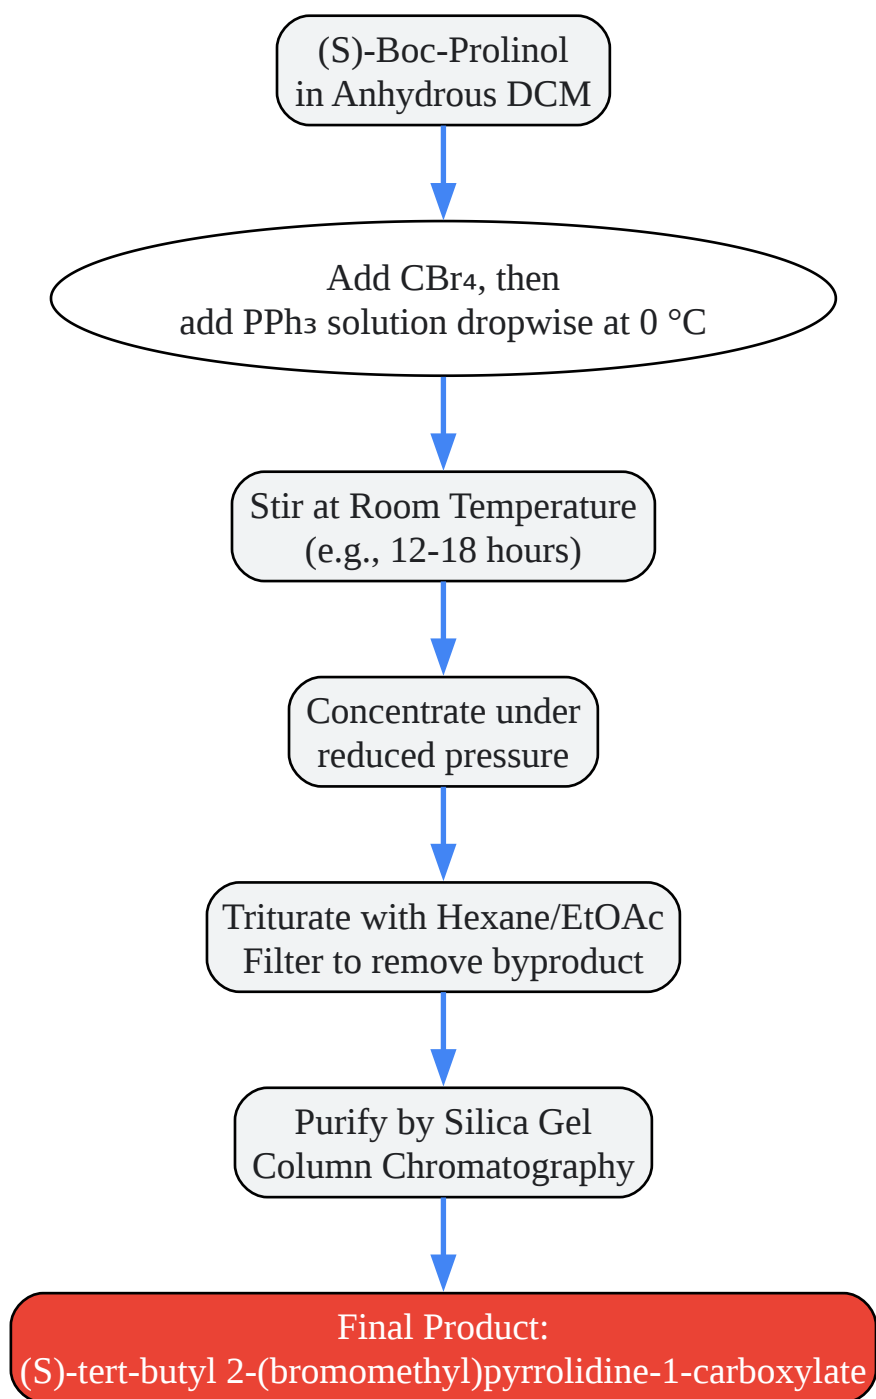 (S)-Boc-Prolinol
in Anhydrous DCM
Add CBr₄, then
add PPh₃ solution dropwise at 0 °C
Stir at Room Temperature
(e.g., 12-18 hours)
Concentrate under
reduced pressure
Triturate with Hexane/EtOAc
Filter to remove byproduct
Purify by Silica Gel
Column Chromatography
Final Product:
(S)-tert-butyl 2-(bromomethyl)pyrrolidine-1-carboxylate